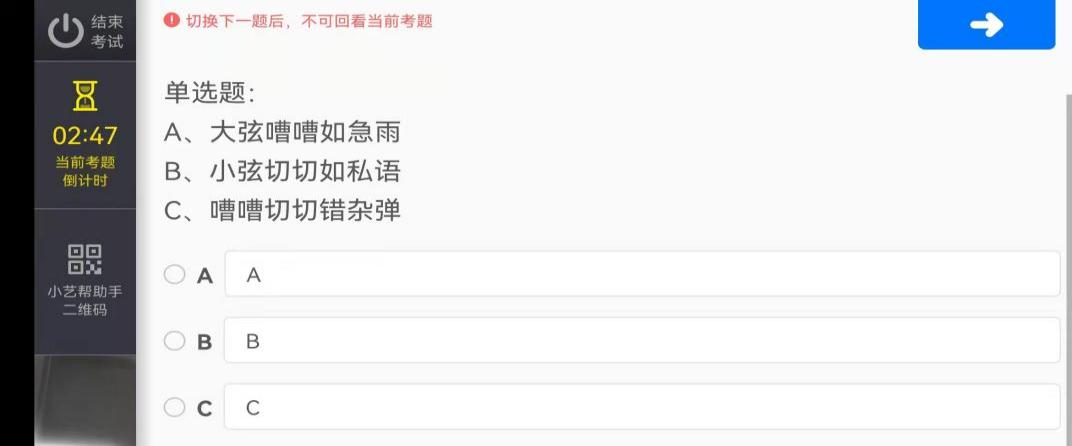 结束
考试
切换下一题后，不可回看当前考题
02:47
当前考题
倒计时
小艺帮助手
二维码
单选题：
A、大弦嘈嘈如急雨
B、小弦切切如私语
C、嘈嘈切切错杂弹
A A
B B
C C